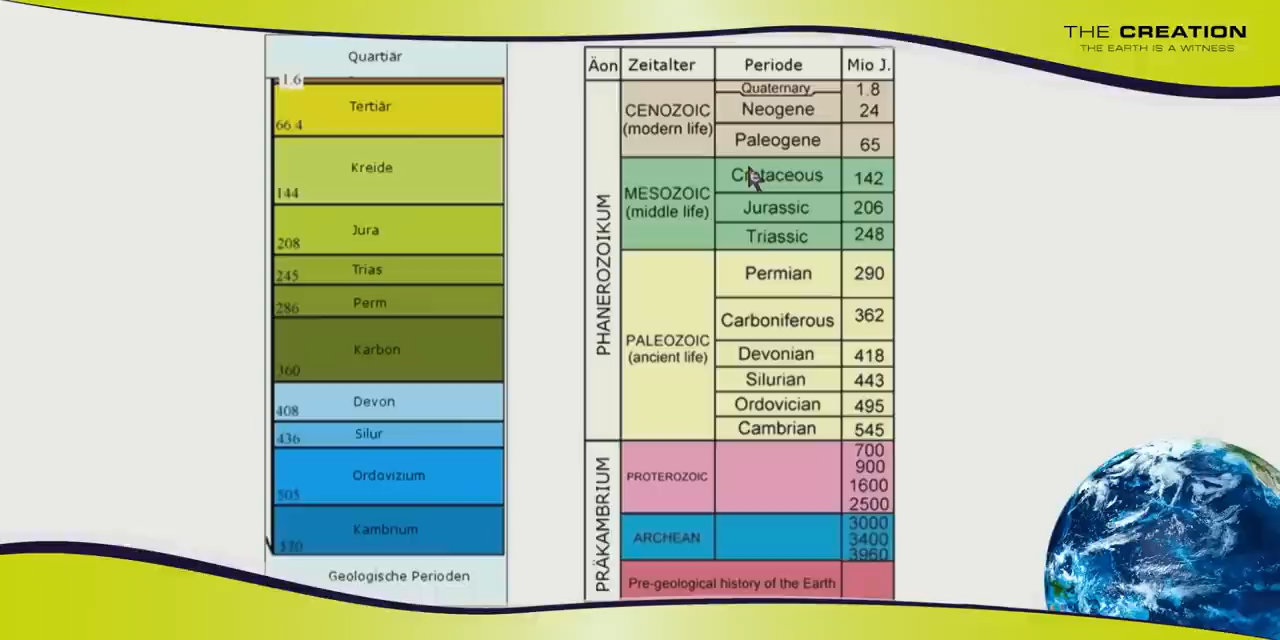 THE CREATION
THE EARTH IS A WITNESS
Quartiär
1.6
Tertiär
66.4
Kreide
144
Jura
208
Trias
245
Perm
286
Karbon
360
Devon
408
Silur
436
Ordovizium
505
Kambrium
570
Geologische Perioden
Äon Zeitalter Periode Mio J.
PHANEROZOIKUM
CENOZOIC
(modern life)
Quaternary 1.8
Neogene 24
Paleogene 65
MESOZOIC
(middle life)
Cretaceous 142
Jurassic 206
Triassic 248
PALEOZOIC
(ancient life)
Permian 290
Carboniferous 362
Devonian 418
Silurian 443
Ordovician 495
Cambrian 545
PRÄKAMBRIUM
PROTEROZOIC
700
900
1600
2500
ARCHEAN
3000
3400
3960
Pre-geological history of the Earth